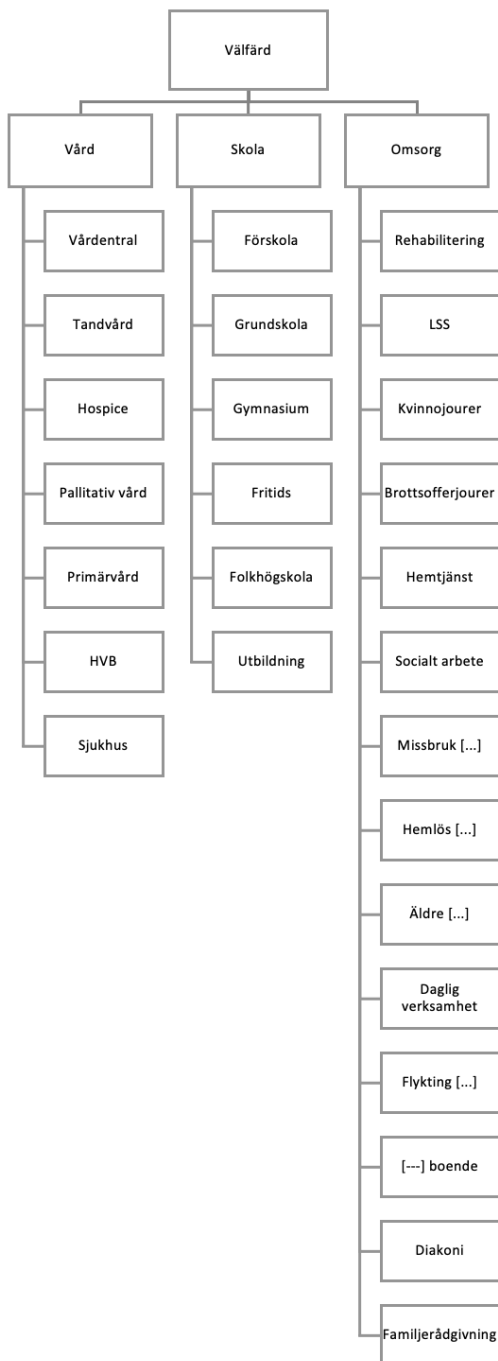 Välfärd
Vård
Skola
Omsorg
Vårdentral
Tandvård
Hospice
Pallitativ vård
Primärvård
HVB
Sjukhus
Förskola
Grundskola
Gymnasium
Fritids
Folkhögskola
Utbildning
Rehabilitering
LSS
Kvinnojourer
Brottsofferjourer
Hemtjänst
Socialt arbete
Missbruk [...]
Hemlös [...]
Äldre [...]
Daglig
verksamhet
Flykting [...]
[---] boende
Diakoni
Familjerådgivning